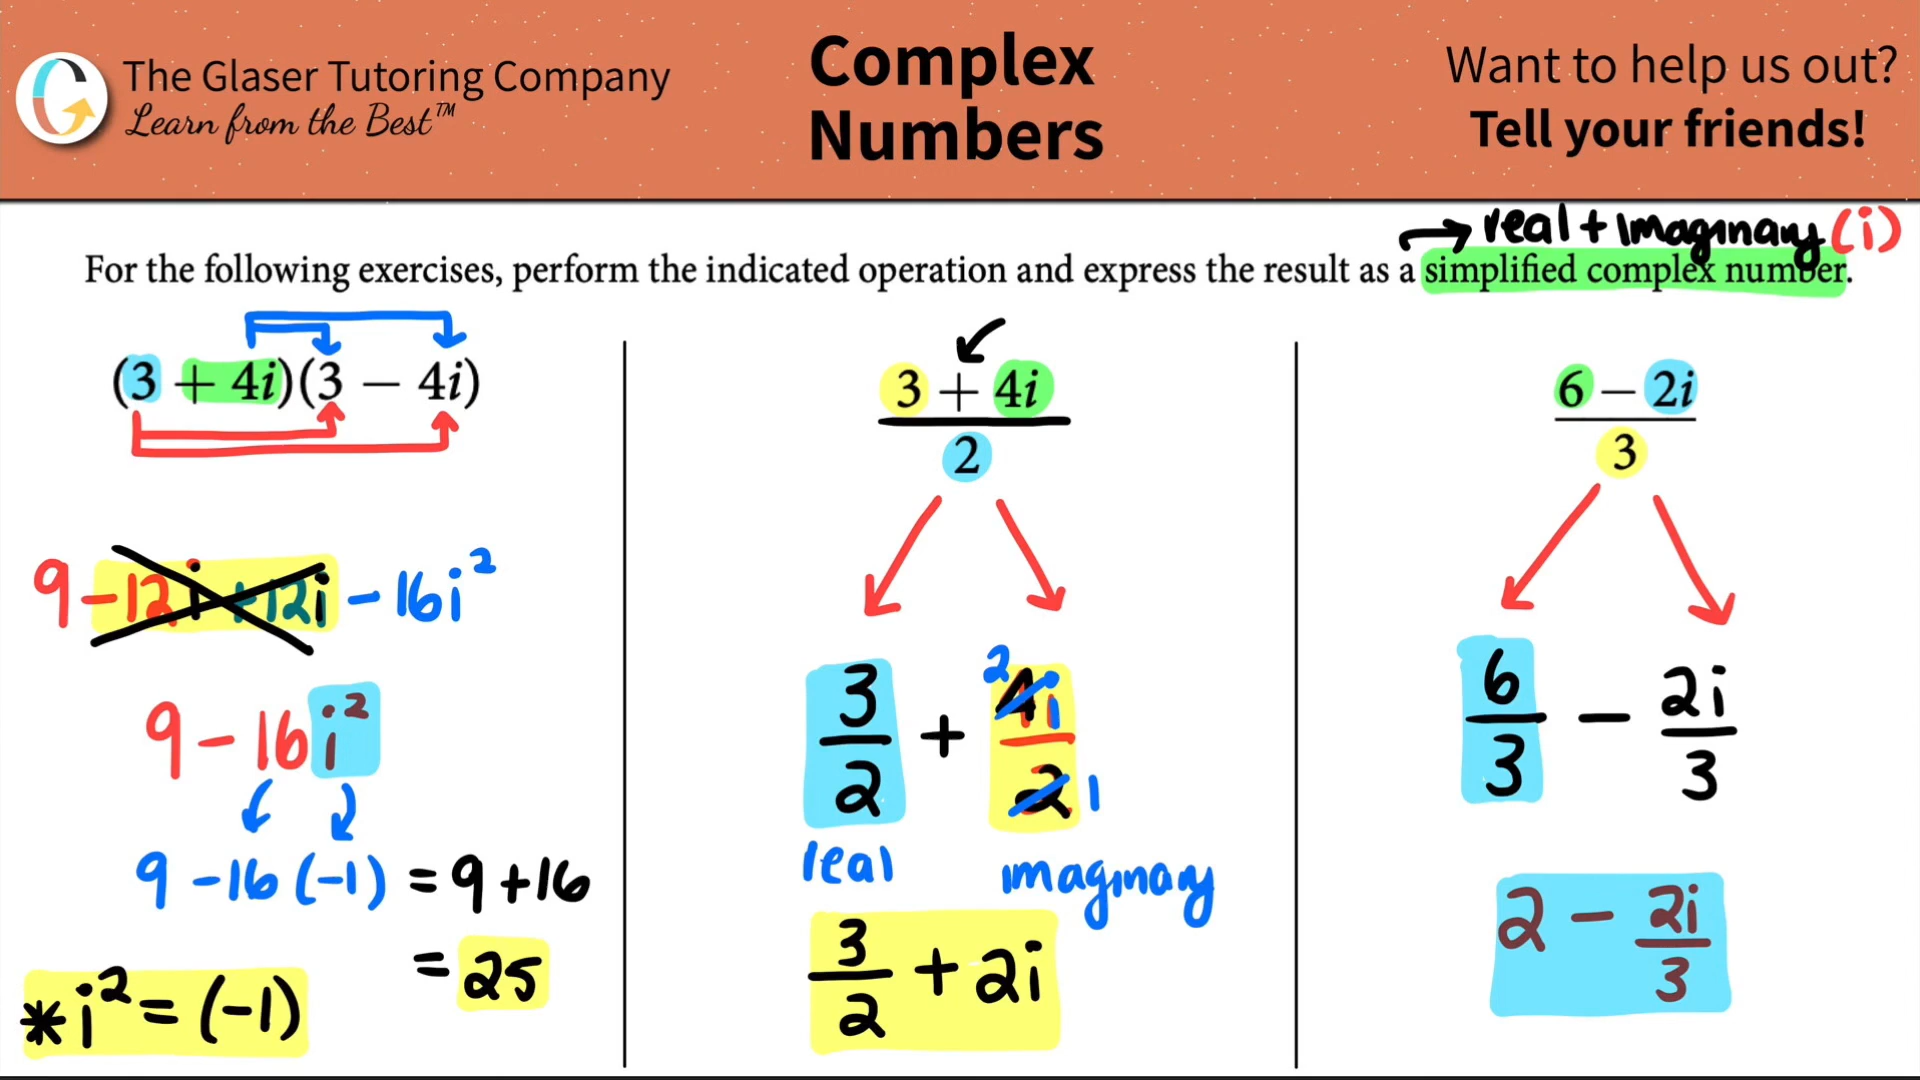 The Glaser Tutoring Company
Learn from the Best™
Complex
Numbers
Want to help us out?
Tell your friends!
→ real + Imaginary (i)
For the following exercises, perform the indicated operation and express the result as a simplified complex number.
(3 + 4i)(3 − 4i)
9 − 12i + 12i − 16i²
9 − 16i²
9 − 16 (−1) = 9 + 16
= 25
* i² = (−1)
3 + 4i
2
3/2 + 4i/2
2
1
real
imaginary
3/2 + 2i
6 − 2i
3
6/3 − 2i/3
2 − 2i/3